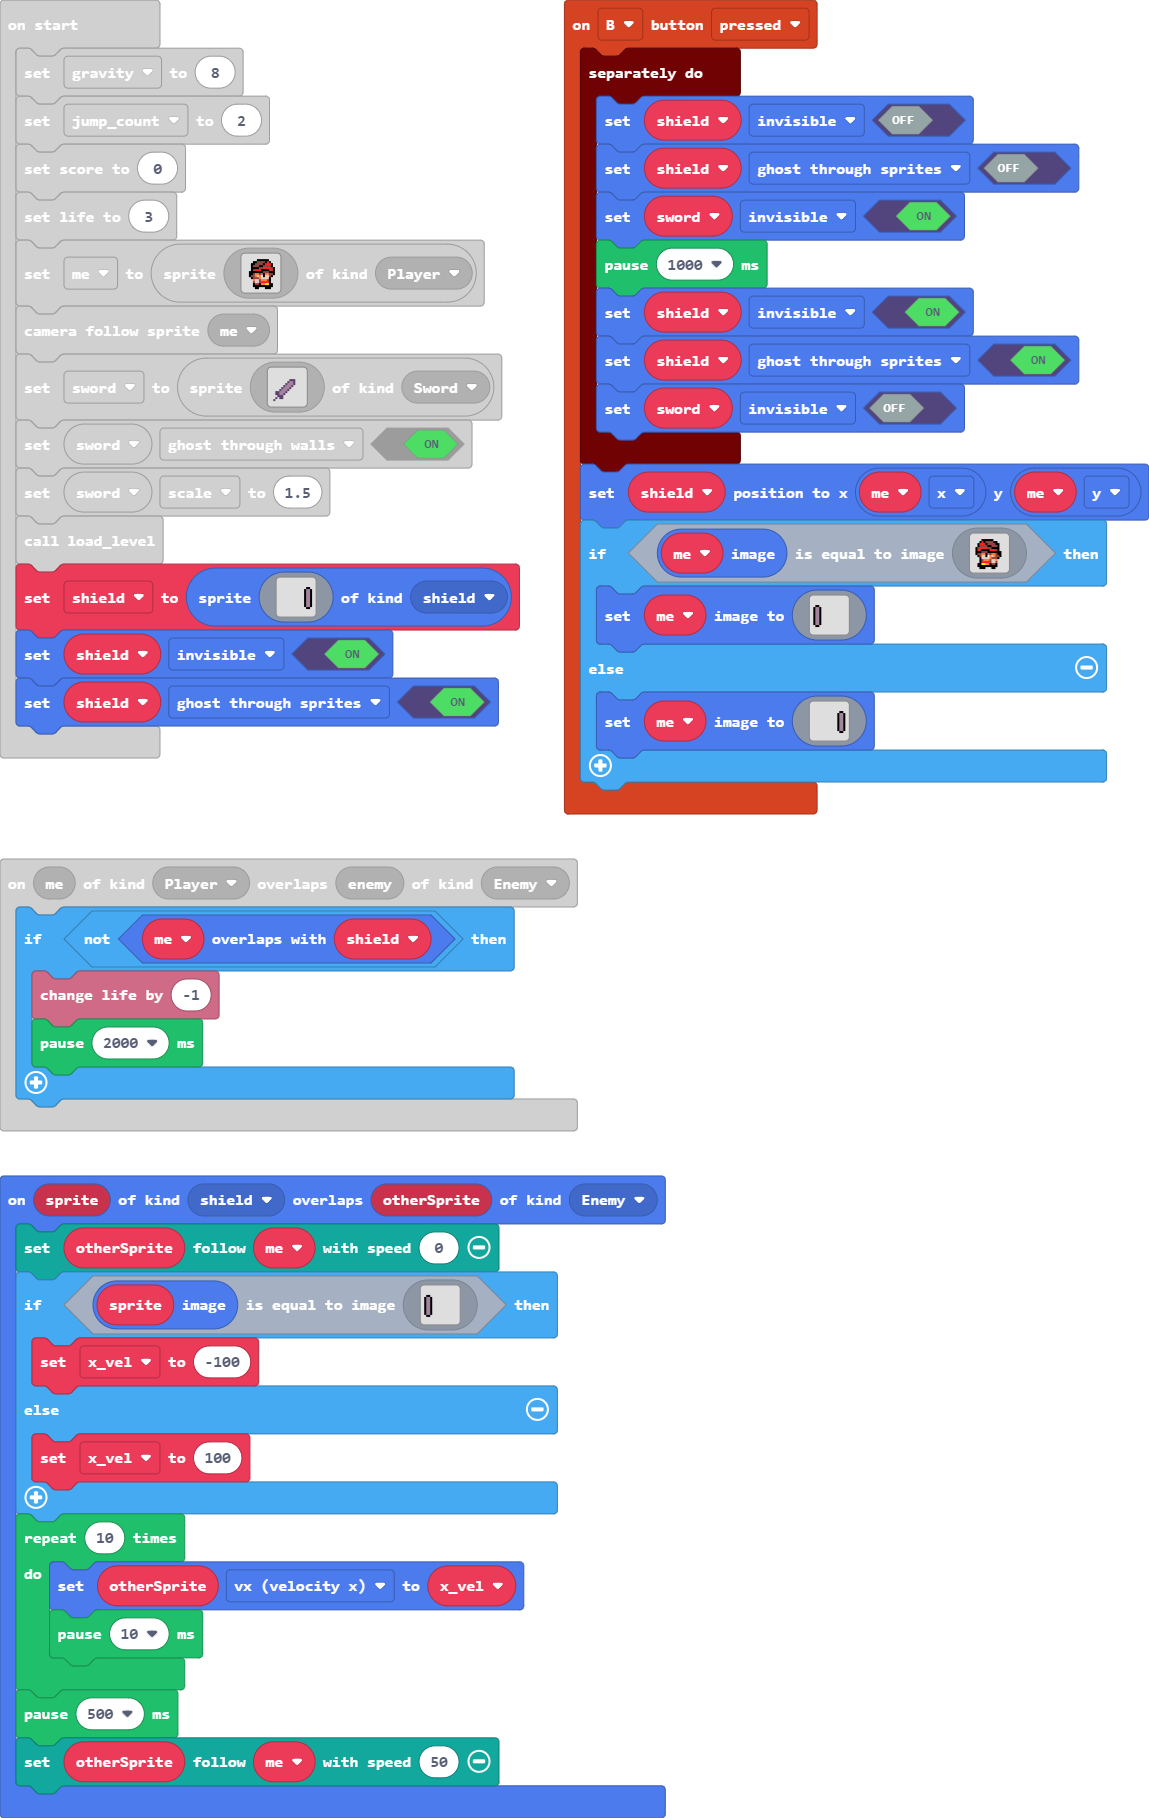 on start
set gravity to 8
set jump_count to 2
set score to 0
set life to 3
set me to sprite of kind Player
camera follow sprite me
set sword to sprite of kind Sword
set sword ghost through walls ON
set sword scale to 1.5
call load_level
set shield to sprite of kind shield
set shield invisible ON
set shield ghost through sprites ON
on B button pressed
separately do
set shield invisible OFF
set shield ghost through sprites OFF
set sword invisible ON
pause 1000 ms
set shield invisible ON
set shield ghost through sprites ON
set sword invisible OFF
set shield position to x me x y me y
if me image is equal to image then
set me image to
else
set me image to
on me of kind Player overlaps enemy of kind Enemy
if not me overlaps with shield then
change life by -1
pause 2000 ms
on sprite of kind shield overlaps otherSprite of kind Enemy
set otherSprite follow me with speed 0
if sprite image is equal to image then
set x_vel to -100
else
set x_vel to 100
repeat 10 times
do set otherSprite vx (velocity x) to x_vel
pause 10 ms
pause 500 ms
set otherSprite follow me with speed 50